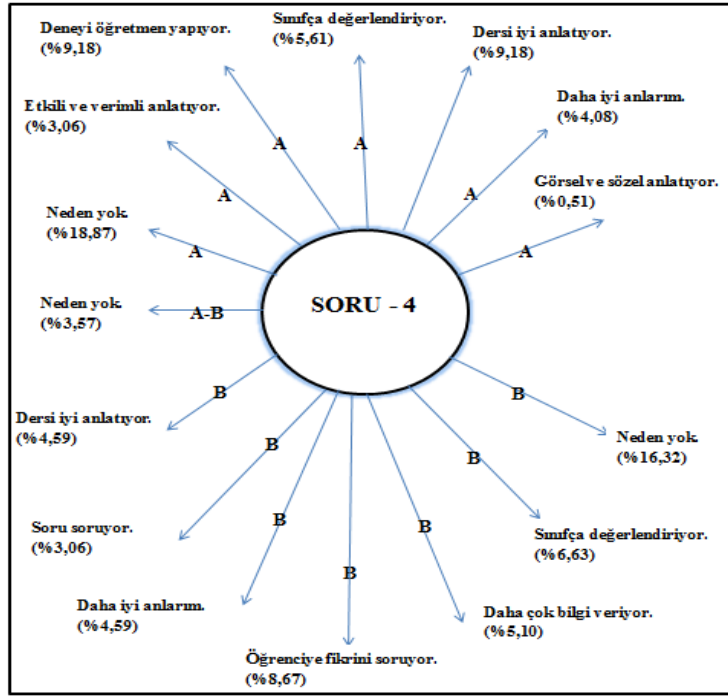 Deneyi öğretmen yapıyor.
(%9,18)
Sınıfça değerlendiriyor.
(%5,61)
Dersi iyi anlatıyor.
(%9,18)
Etkili ve verimli anlatıyor.
(%3,06)
Daha iyi anlarım.
(%4,08)
A
A
A
A
Görsel ve sözel anlatıyor.
(%0,51)
Neden yok.
(%18,87)
A
A
Neden yok.
(%3,57)
A-B
SORU - 4
Dersi iyi anlatıyor.
(%4,59)
B
B
Neden yok.
(%16,32)
Soru soruyor.
(%3,06)
B
B
Sınıfça değerlendiriyor.
(%6,63)
Daha iyi anlarım.
(%4,59)
B
B
B
Daha çok bilgi veriyor.
(%5,10)
Öğrenciye fikrini soruyor.
(%8,67)